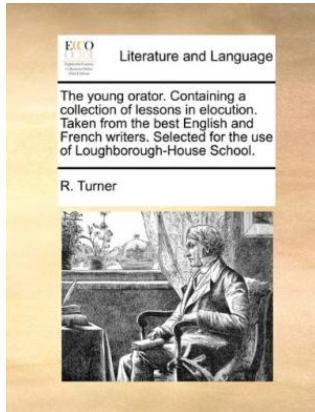 ECCO
Literature and Language
The young orator. Containing a
collection of lessons in elocution.
Taken from the best English and
French writers. Selected for the use
of Loughborough-House School.
R. Turner